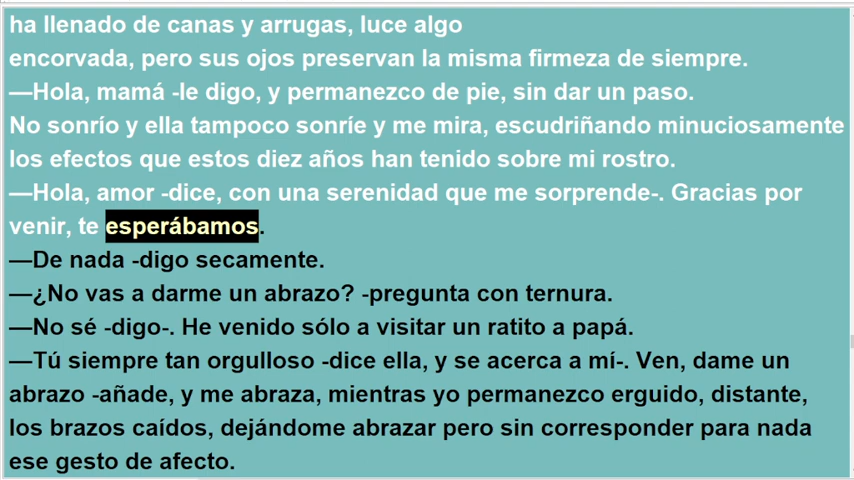 ha llenado de canas y arrugas, luce algo
encorvada, pero sus ojos preservan la misma firmeza de siempre.
—Hola, mamá -le digo, y permanezco de pie, sin dar un paso.
No sonrío y ella tampoco sonríe y me mira, escudriñando minuciosamente
los efectos que estos diez años han tenido sobre mi rostro.
—Hola, amor -dice, con una serenidad que me sorprende-. Gracias por
venir, te esperábamos.
—De nada -digo secamente.
—¿No vas a darme un abrazo? -pregunta con ternura.
—No sé -digo-. He venido sólo a visitar un ratito a papá.
—Tú siempre tan orgulloso -dice ella, y se acerca a mí-. Ven, dame un
abrazo -añade, y me abraza, mientras yo permanezco erguido, distante,
los brazos caídos, dejándome abrazar pero sin corresponder para nada
ese gesto de afecto.